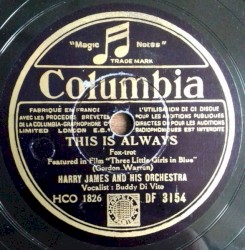 "Magic Notes"
TRADE MARK
Columbia
FABRIQUÉ EN FRANCE
AVEC LES PROCÉDÉS BREVETÉS
DE LA COLUMBIA-GRAPHOPHONE C
LIMITED LONDON E.C.
L'UTILISATION DE CE DISQUE
POUR LES AUDITIONS PUBLIQUES
DIRECTES OU POUR LES AUDITIONS
RADIOPHONIQUES EST INTERDITE
THIS IS ALWAYS
Fox-trot
Featured in Film "Three Little Girls in Blue"
(Gordon Warren)
HARRY JAMES AND HIS ORCHESTRA
Vocalist: Buddy Di Vito
HCO 1826
DF 3154